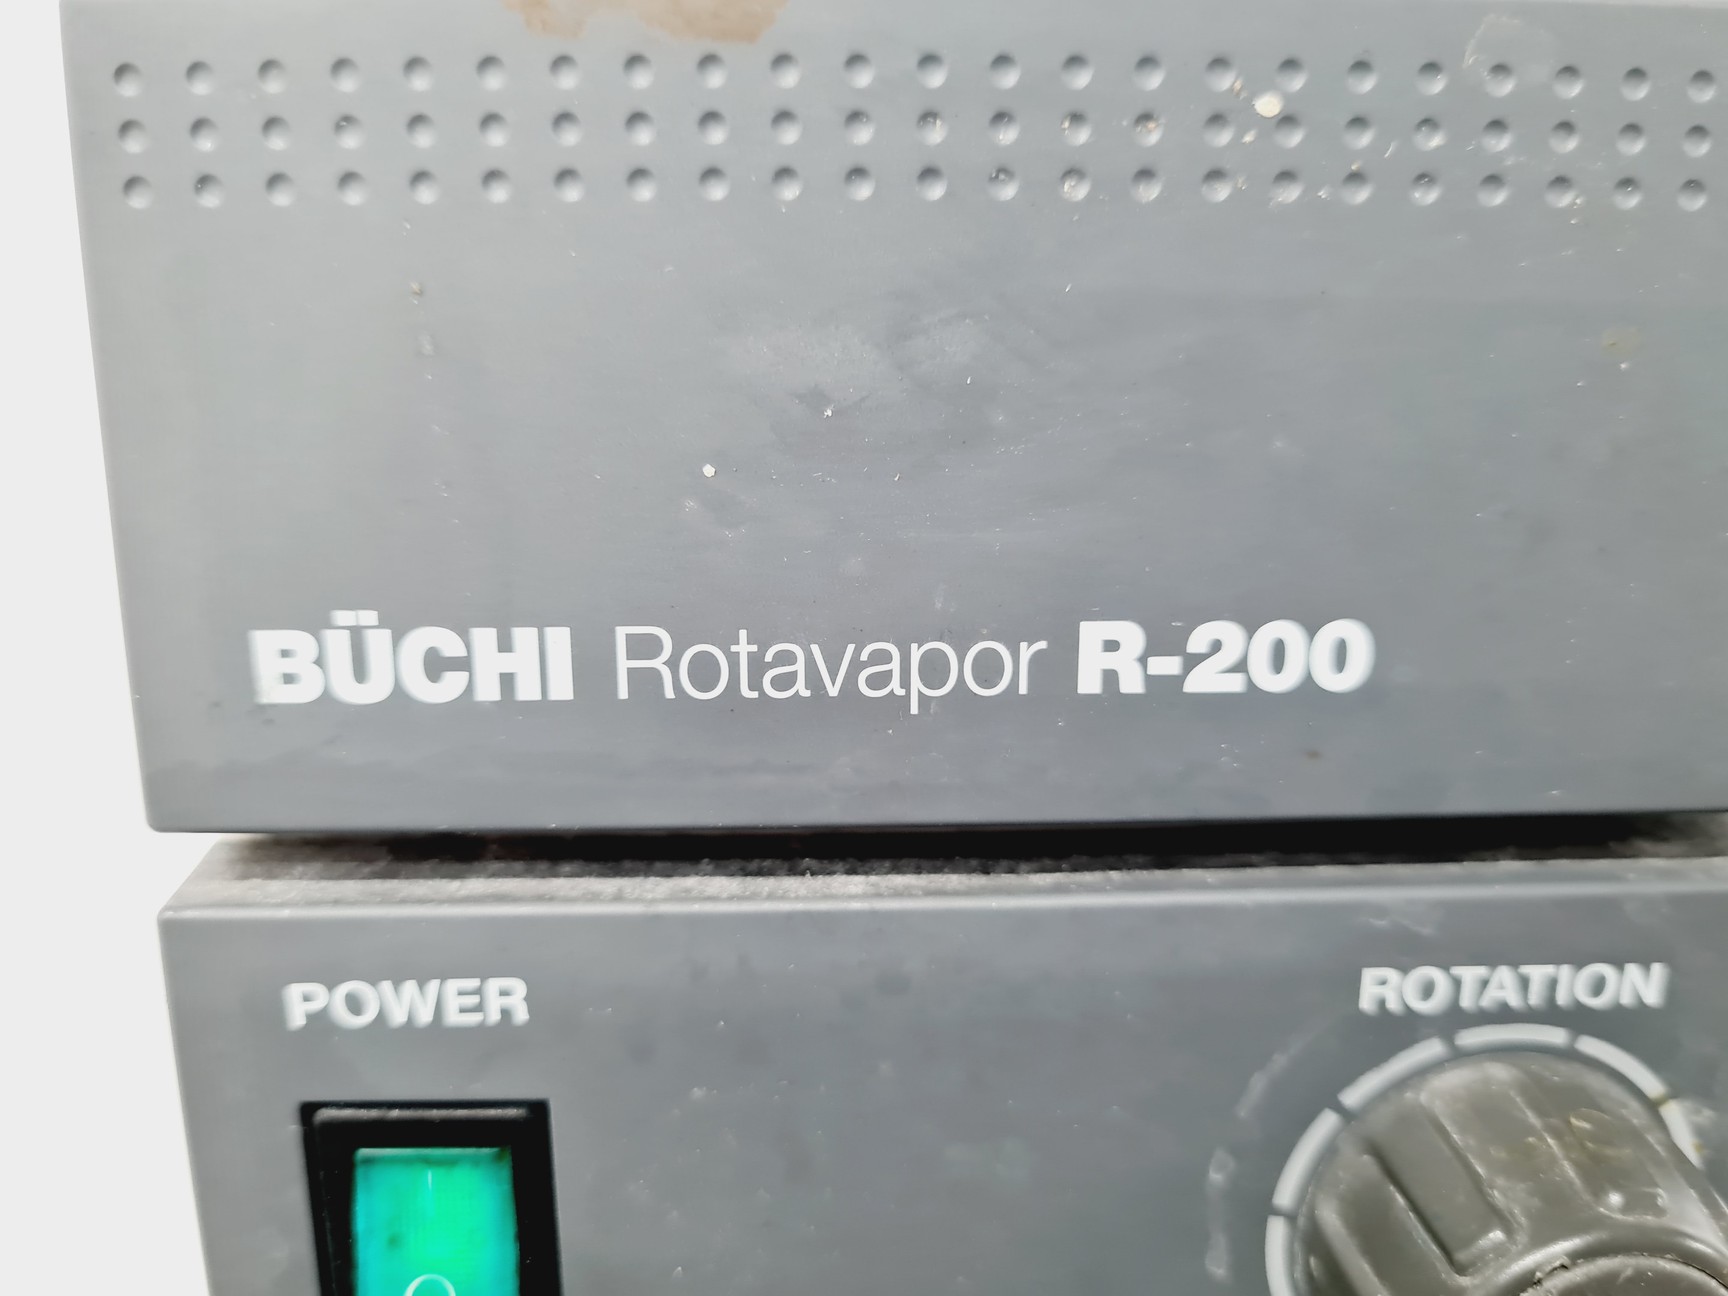 BÜCHI Rotavapor R-200
POWER
ROTATION